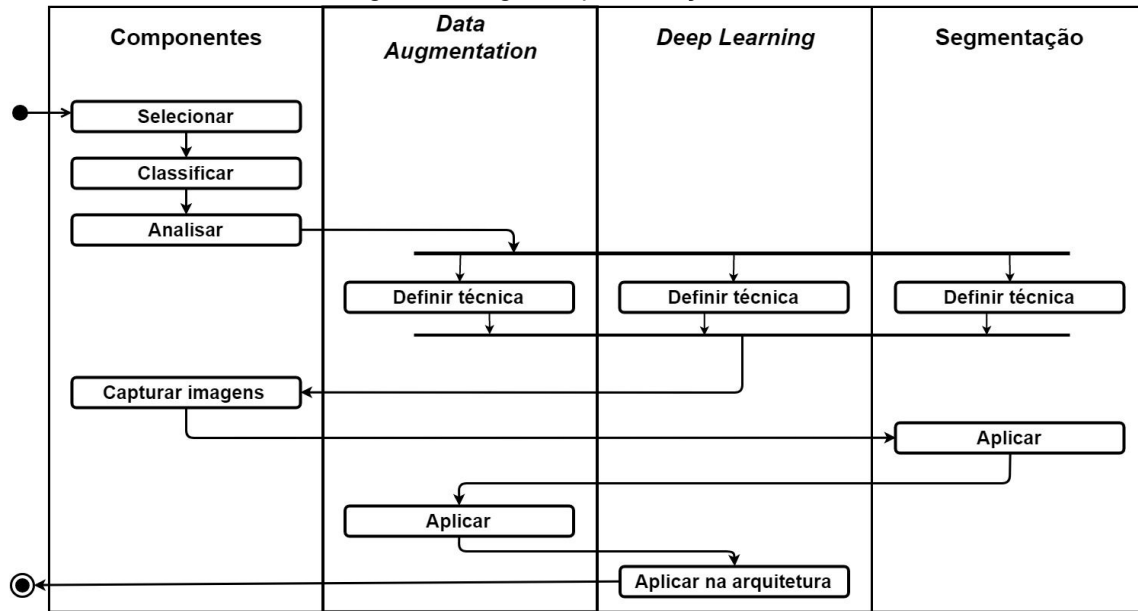 Componentes
Data
Augmentation
Deep Learning
Segmentação
Selecionar
Classificar
Analisar
Definir técnica
Definir técnica
Definir técnica
Capturar imagens
Aplicar
Aplicar
Aplicar na arquitetura